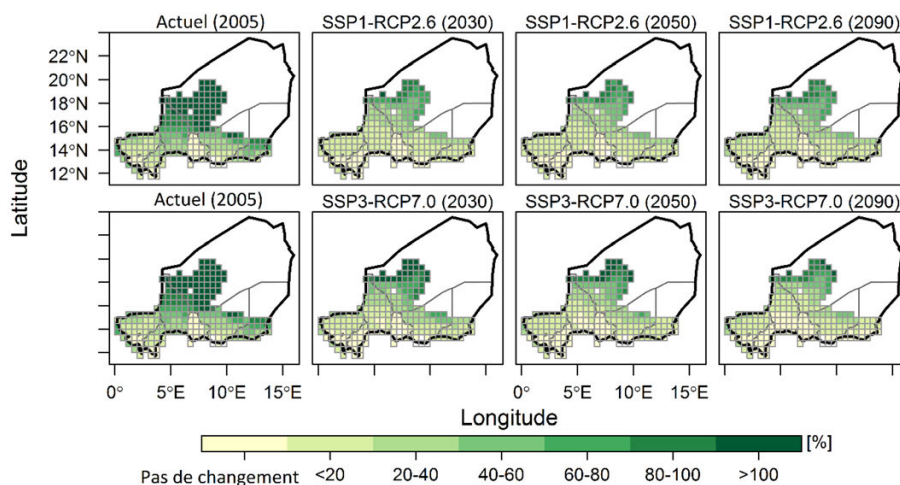 Actuel (2005) SSP1-RCP2.6 (2030) SSP1-RCP2.6 (2050) SSP1-RCP2.6 (2090)
22°N
20°N
18°N
16°N
14°N
12°N
Latitude
Actuel (2005) SSP3-RCP7.0 (2030) SSP3-RCP7.0 (2050) SSP3-RCP7.0 (2090)
0° 5°E 10°E 15°E 0° 5°E 10°E 15°E
Longitude
[%]
Pas de changement <20 20-40 40-60 60-80 80-100 >100